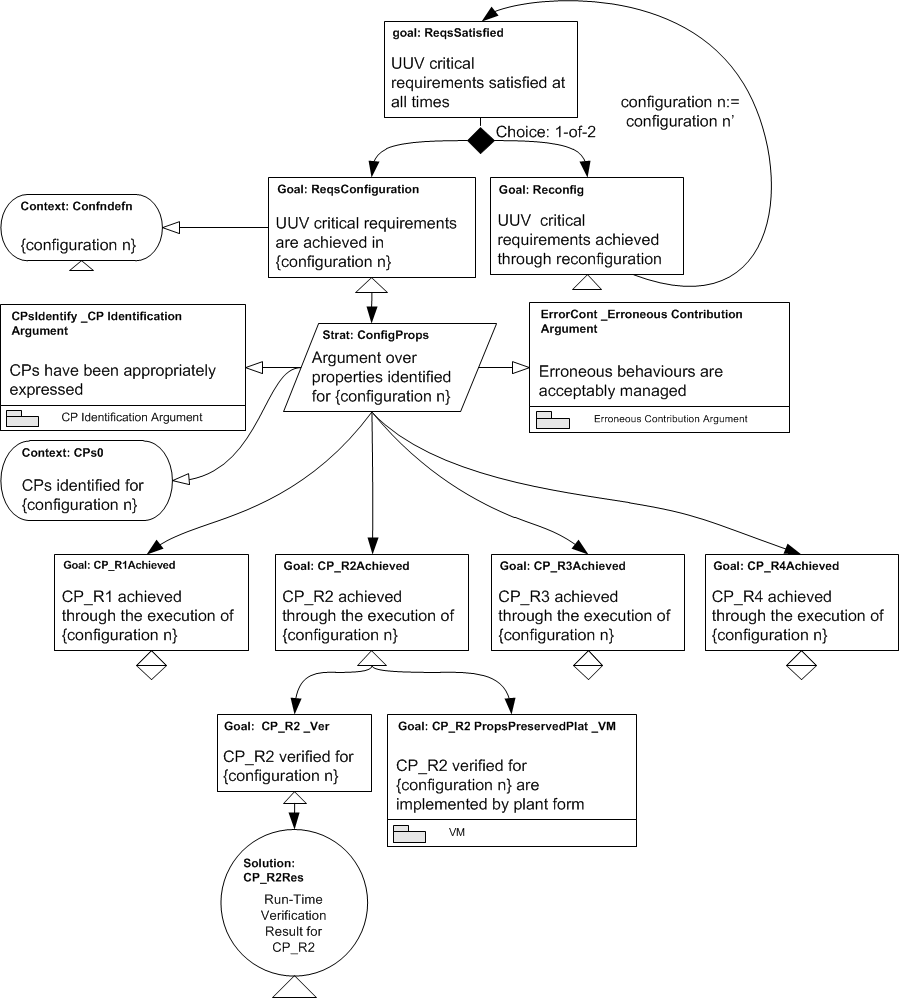 goal: ReqsSatisfied
UUV critical
requirements satisfied at
all times
configuration n:=
configuration n’
Choice: 1-of-2
Goal: ReqsConfiguration
UUV critical requirements
are achieved in
{configuration n}
Goal: Reconfig
UUV critical
requirements achieved
through reconfiguration
Context: Confndefn
{configuration n}
CPsIdentify _CP Identification
Argument
CPs have been appropriately
expressed
CP Identification Argument
Strat: ConfigProps
Argument over
properties identified
for {configuration n}
ErrorCont _Erroneous Contribution
Argument
Erroneous behaviours are
acceptably managed
Erroneous Contribution Argument
Context: CPs0
CPs identified for
{configuration n}
Goal: CP_R1Achieved
CP_R1 achieved
through the execution of
{configuration n}
Goal: CP_R2Achieved
CP_R2 achieved
through the execution of
{configuration n}
Goal: CP_R3Achieved
CP_R3 achieved
through the execution of
{configuration n}
Goal: CP_R4Achieved
CP_R4 achieved
through the execution of
{configuration n}
Goal: CP_R2 _Ver
CP_R2 verified for
{configuration n}
Goal: CP_R2 PropsPreservedPlat _VM
CP_R2 verified for
{configuration n} are
implemented by plant form
VM
Solution:
CP_R2Res
Run-Time
Verification
Result for
CP_R2